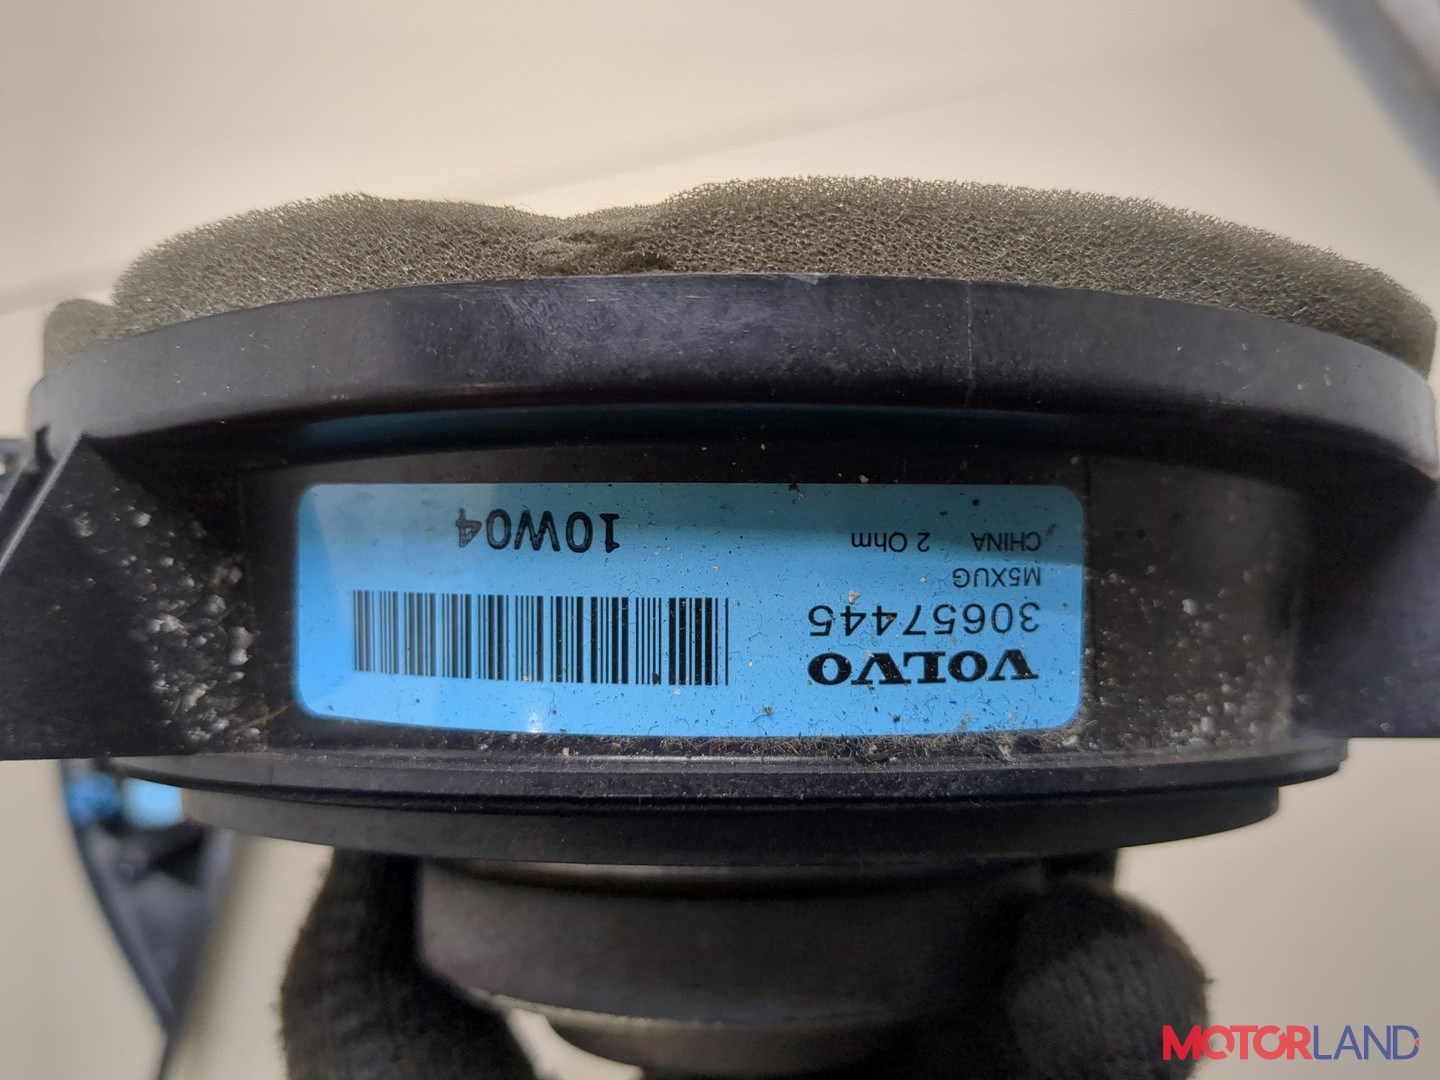 VOLVO
30657445
M5XUG
CHINA 2 Ohm
10W04
MOTORLAND